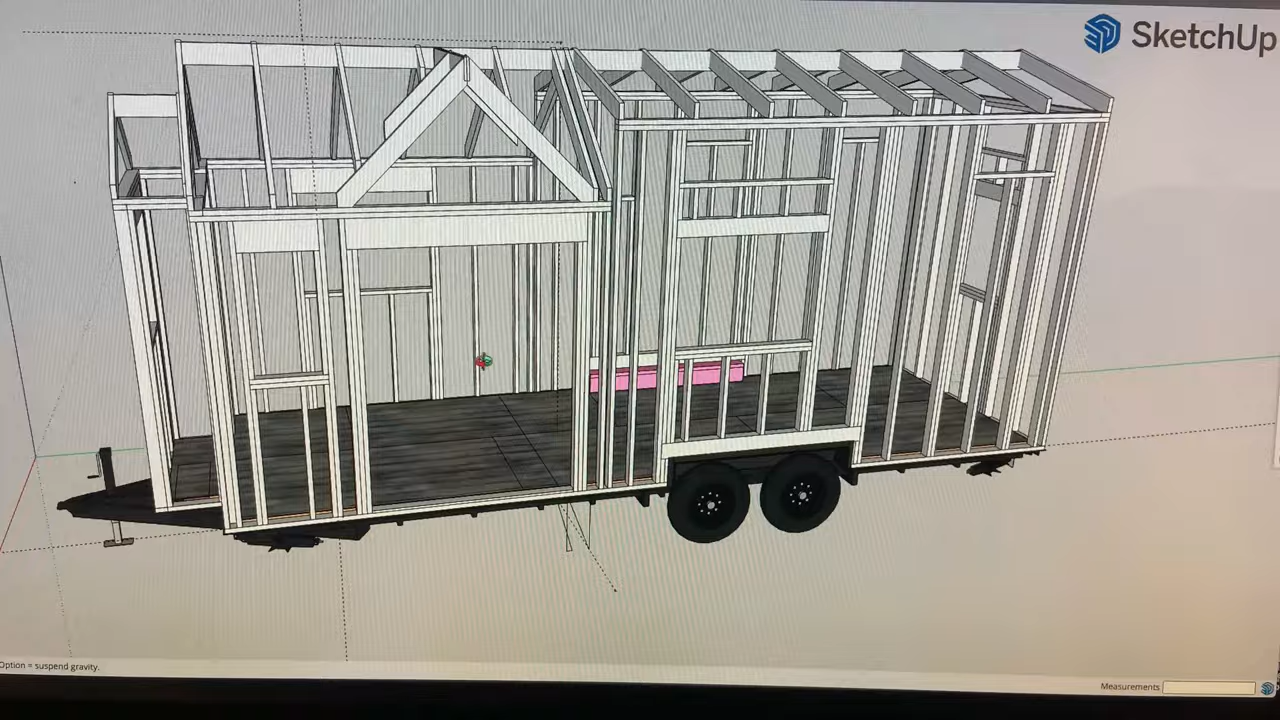 SketchUp
Option = suspend gravity.
Measurements